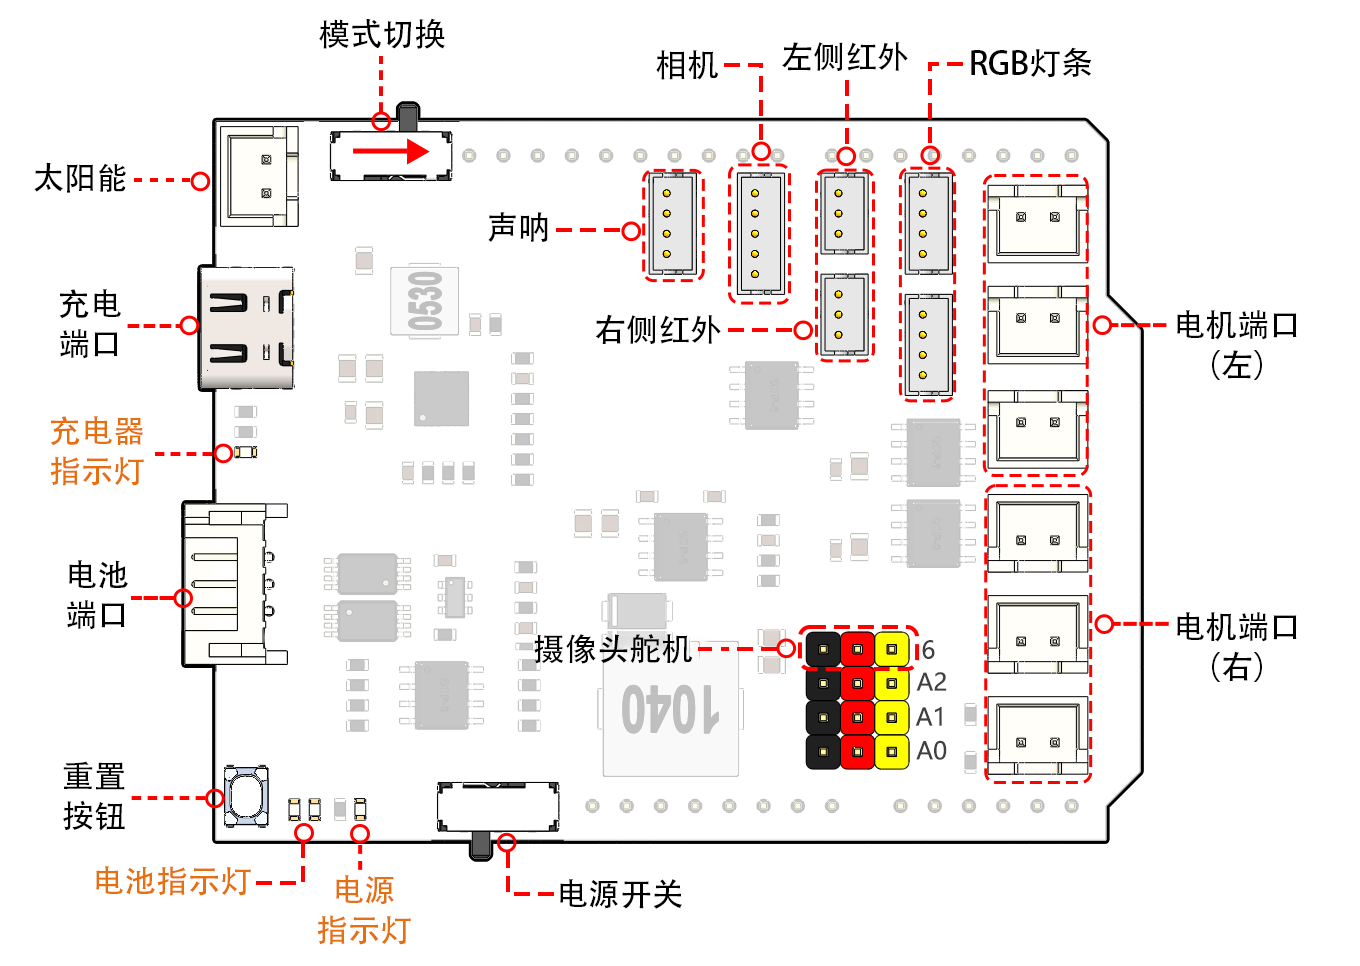 模式切换
相机
左侧红外
RGB灯条
太阳能
声呐
充电
端口
0530
右侧红外
电机端口
(左)
充电器
指示灯
电池
端口
摄像头舵机
6
A2
A1
A0
1040
电机端口
(右)
重置
按钮
电池指示灯
电源
指示灯
电源开关